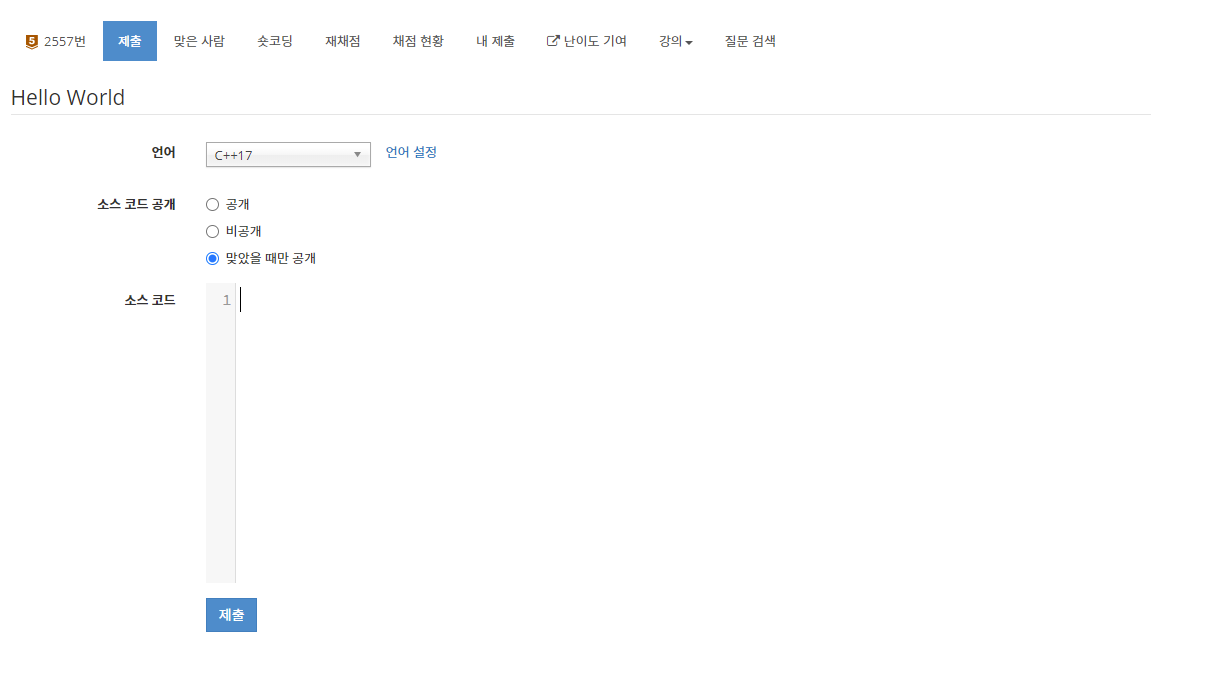 5 2557번 제출 맞은 사람 숏코딩 재채점 채점 현황 내 제출 난이도 기여 강의 질문 검색
Hello World
언어 C++17 언어 설정
소스 코드 공개 공개
비공개
맞았을 때만 공개
소스 코드 1
제출